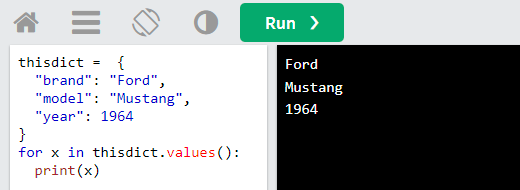 Run ❯
thisdict =  {
  "brand": "Ford",
  "model": "Mustang",
  "year": 1964
}
for x in thisdict.values():
  print(x)
Ford
Mustang
1964